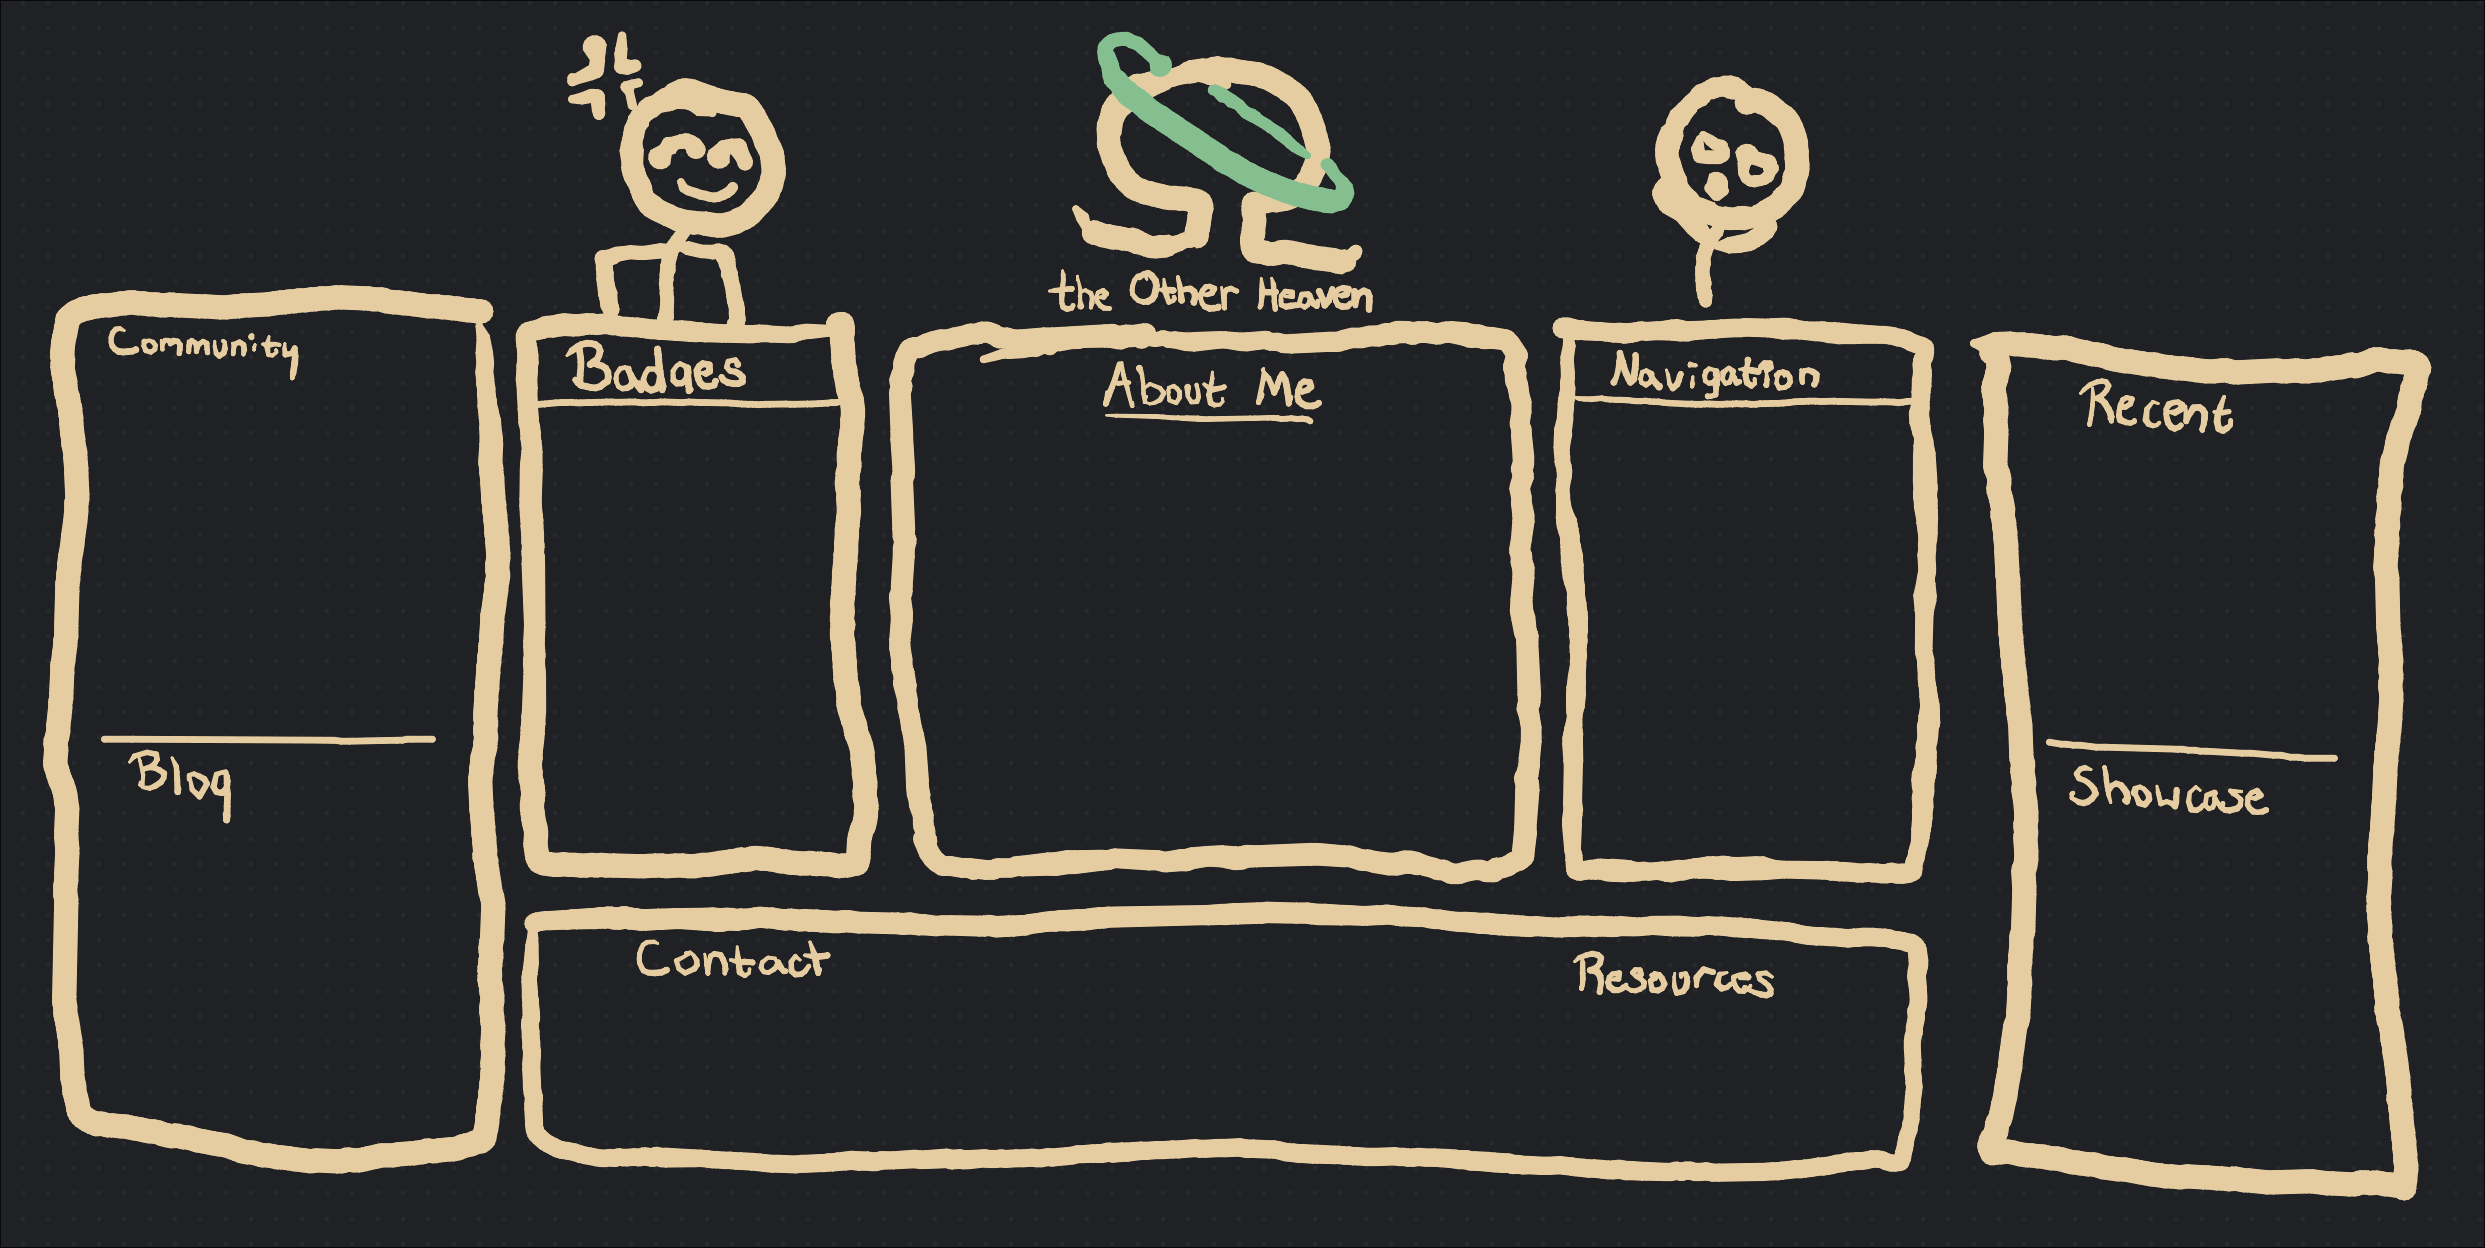 the Other Heaven
Community
Badges
About Me
Navigation
Recent
Blog
Showcase
Contact
Resources